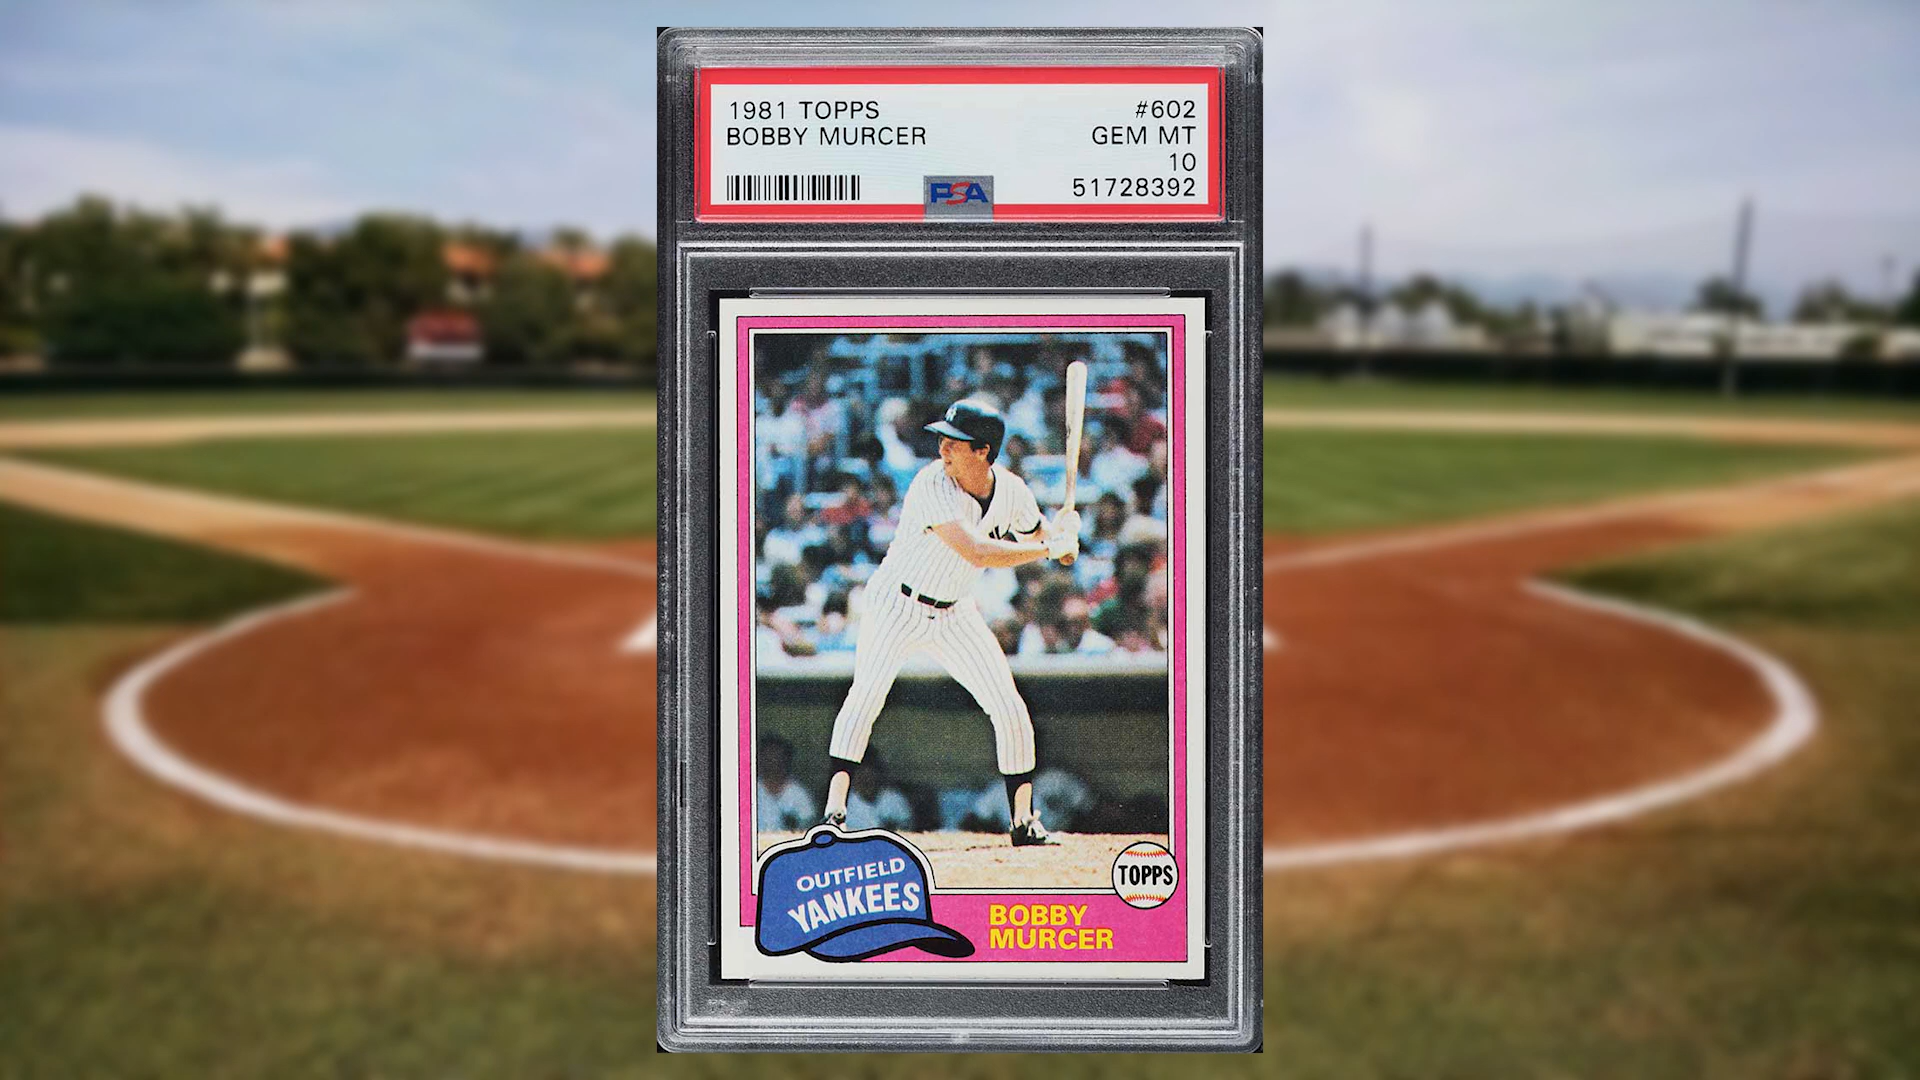 1981 TOPPS #602
BOBBY MURCER GEM MT
10
PSA 51728392
OUTFIELD
YANKEES
TOPPS
BOBBY
MURCER